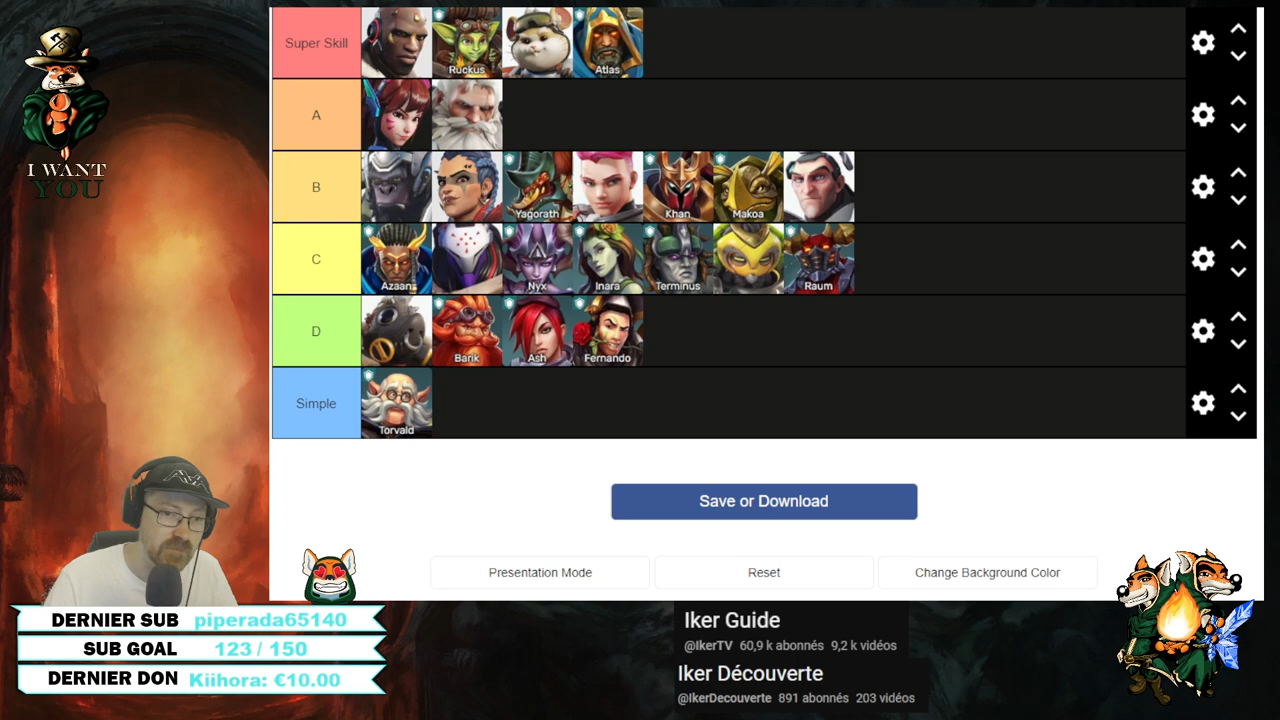 Super Skill
Ruckus
Atlas
A
B
Yagorath
Khan
Makoa
C
Azaan
Nyx
Inara
Terminus
Raum
D
Barik
Ash
Fernando
Simple
Torvald
I WANT
YOU
Save or Download
Presentation Mode
Reset
Change Background Color
DERNIER SUB piperada65140
SUB GOAL 123 / 150
DERNIER DON Kiihora: €10.00
Iker Guide
@IkerTV 60,9 k abonnés 9,2 k vidéos
Iker Découverte
@IkerDecouverte 891 abonnés 203 vidéos